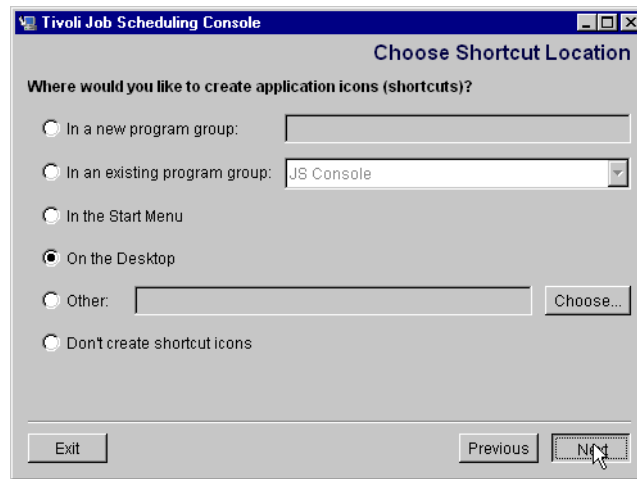 Tivoli Job Scheduling Console
Choose Shortcut Location
Where would you like to create application icons (shortcuts)?
In a new program group:
In an existing program group: JS Console
In the Start Menu
On the Desktop
Other: Choose...
Don't create shortcut icons
Exit Previous Next